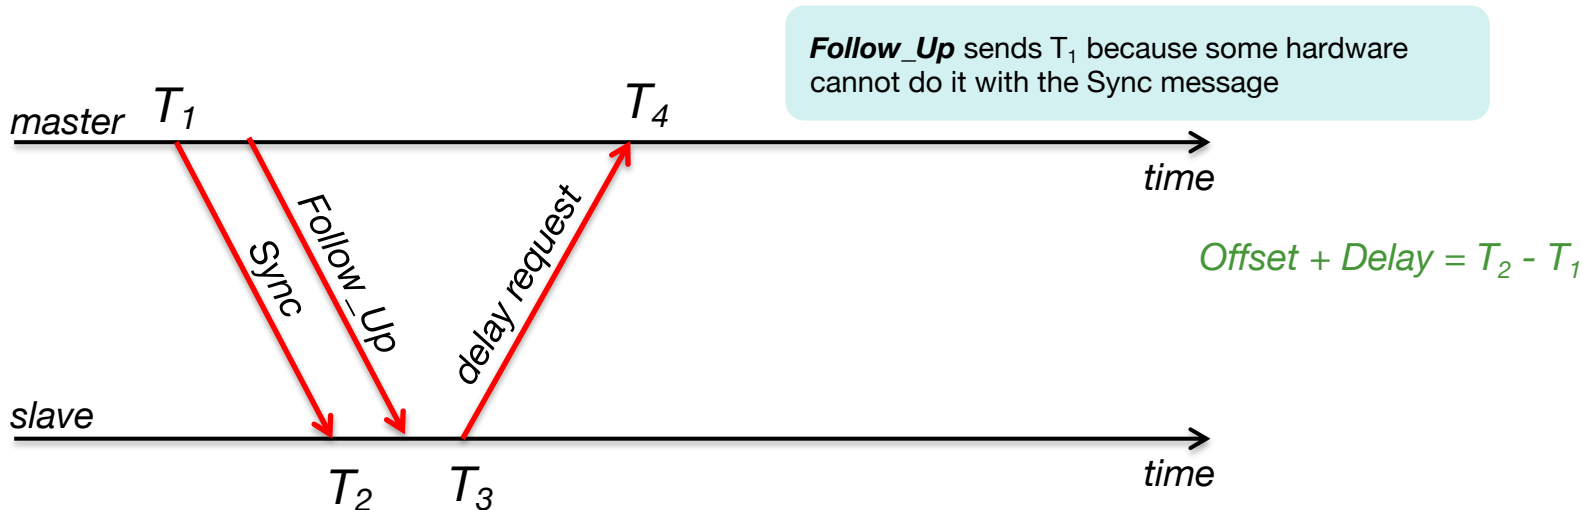 Follow_Up sends T1 because some hardware
cannot do it with the Sync message
master
T1
T4
time
Sync
Follow_Up
delay request
Offset + Delay = T2 - T1
slave
T2
T3
time